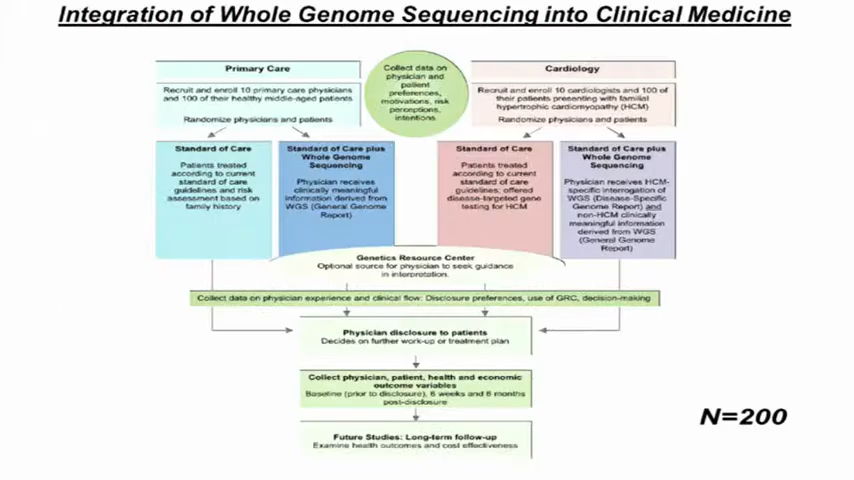 Integration of Whole Genome Sequencing into Clinical Medicine
Primary Care
Recruit and enroll 10 primary care physicians
and 100 of their healthy middle-aged patients
Randomize physicians and patients
Collect data on
physician and
patient
preferences,
motivations, risk
perceptions,
intentions
Cardiology
Recruit and enroll 10 cardiologists and 100 of
their patients presenting with familial
hypertrophic cardiomyopathy (HCM)
Randomize physicians and patients
Standard of Care
Patients treated
according to current
standard of care
guidelines and risk
assessment based on
family history
Standard of Care plus
Whole Genome
Sequencing
Physician receives
clinically meaningful
information derived from
WGS (General Genome
Report)
Standard of Care
Patients treated
according to current
standard of care
guidelines; offered
disease-targeted gene
testing for HCM
Standard of Care plus
Whole Genome
Sequencing
Physician receives HCM-
specific interrogation of
WGS (Disease-Specific
Genome Report) and
non-HCM clinically
meaningful information
derived from WGS
(General Genome
Report)
Genetics Resource Center
Optional source for physician to seek guidance
in interpretation.
Collect data on physician experience and clinical flow: Disclosure preferences, use of GRC, decision-making
Physician disclosure to patients
Decides on further work-up or treatment plan
Collect physician, patient, health and economic
outcome variables
Baseline (prior to disclosure), 6 weeks and 6 months
post-disclosure
Future Studies: Long-term follow-up
Examine health outcomes and cost effectiveness
N=200